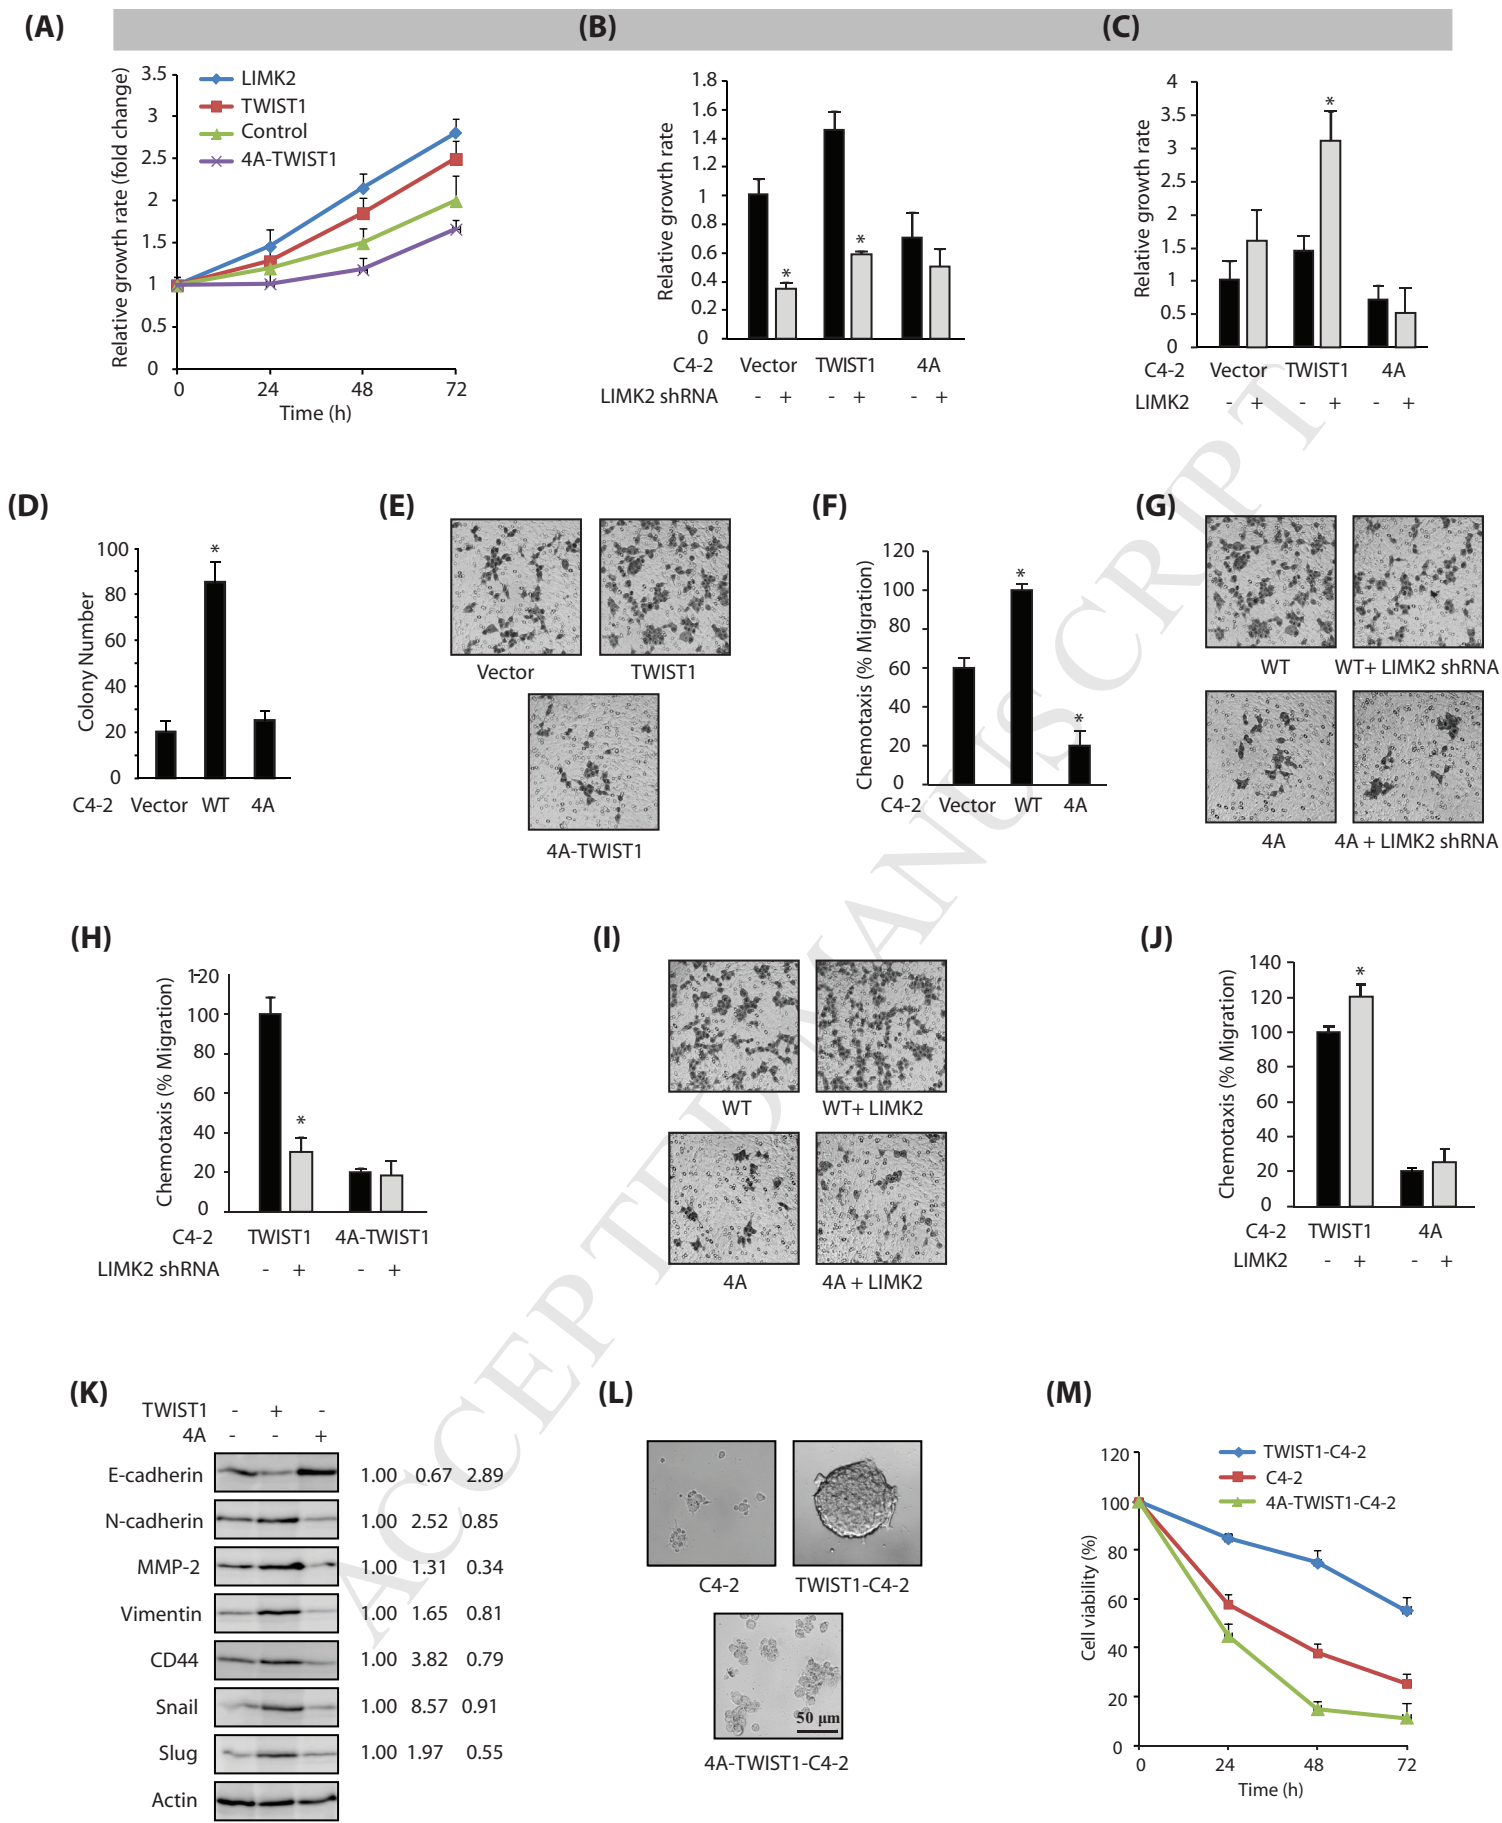 (A)
(B)
(C)
Relative growth rate (fold change)
3.5
3
2.5
2
1.5
1
0.5
0
LIMK2
TWIST1
Control
4A-TWIST1
0 24 48 72
Time (h)
Relative growth rate
1.8
1.6
1.4
1.2
1
0.8
0.6
0.4
0.2
0
* *
C4-2 Vector TWIST1 4A
LIMK2 shRNA - + - + - +
Relative growth rate
4
3.5
3
2.5
2
1.5
1
0.5
0
*
C4-2 Vector TWIST1 4A
LIMK2 - + - + - +
(D)
Colony Number
100
80
60
40
20
0
*
C4-2 Vector WT 4A
(E)
Vector TWIST1
4A-TWIST1
(F)
Chemotaxis (% Migration)
120
100
80
60
40
20
0
* *
C4-2 Vector WT 4A
(G)
WT WT+ LIMK2 shRNA
4A 4A + LIMK2 shRNA
(H)
Chemotaxis (% Migration)
120
100
80
60
40
20
0
*
C4-2 TWIST1 4A-TWIST1
LIMK2 shRNA - + - +
(I)
WT WT+ LIMK2
4A 4A + LIMK2
(J)
Chemotaxis (% Migration)
140
120
100
80
60
40
20
0
*
C4-2 TWIST1 4A
LIMK2 - + - +
(K)
TWIST1 - + -
4A - - +
E-cadherin 1.00 0.67 2.89
N-cadherin 1.00 2.52 0.85
MMP-2 1.00 1.31 0.34
Vimentin 1.00 1.65 0.81
CD44 1.00 3.82 0.79
Snail 1.00 8.57 0.91
Slug 1.00 1.97 0.55
Actin
(L)
C4-2 TWIST1-C4-2
50 μm
4A-TWIST1-C4-2
(M)
Cell viability (%)
120
100
80
60
40
20
0
TWIST1-C4-2
C4-2
4A-TWIST1-C4-2
0 24 48 72
Time (h)
ACCEPTED MANUSCRIPT